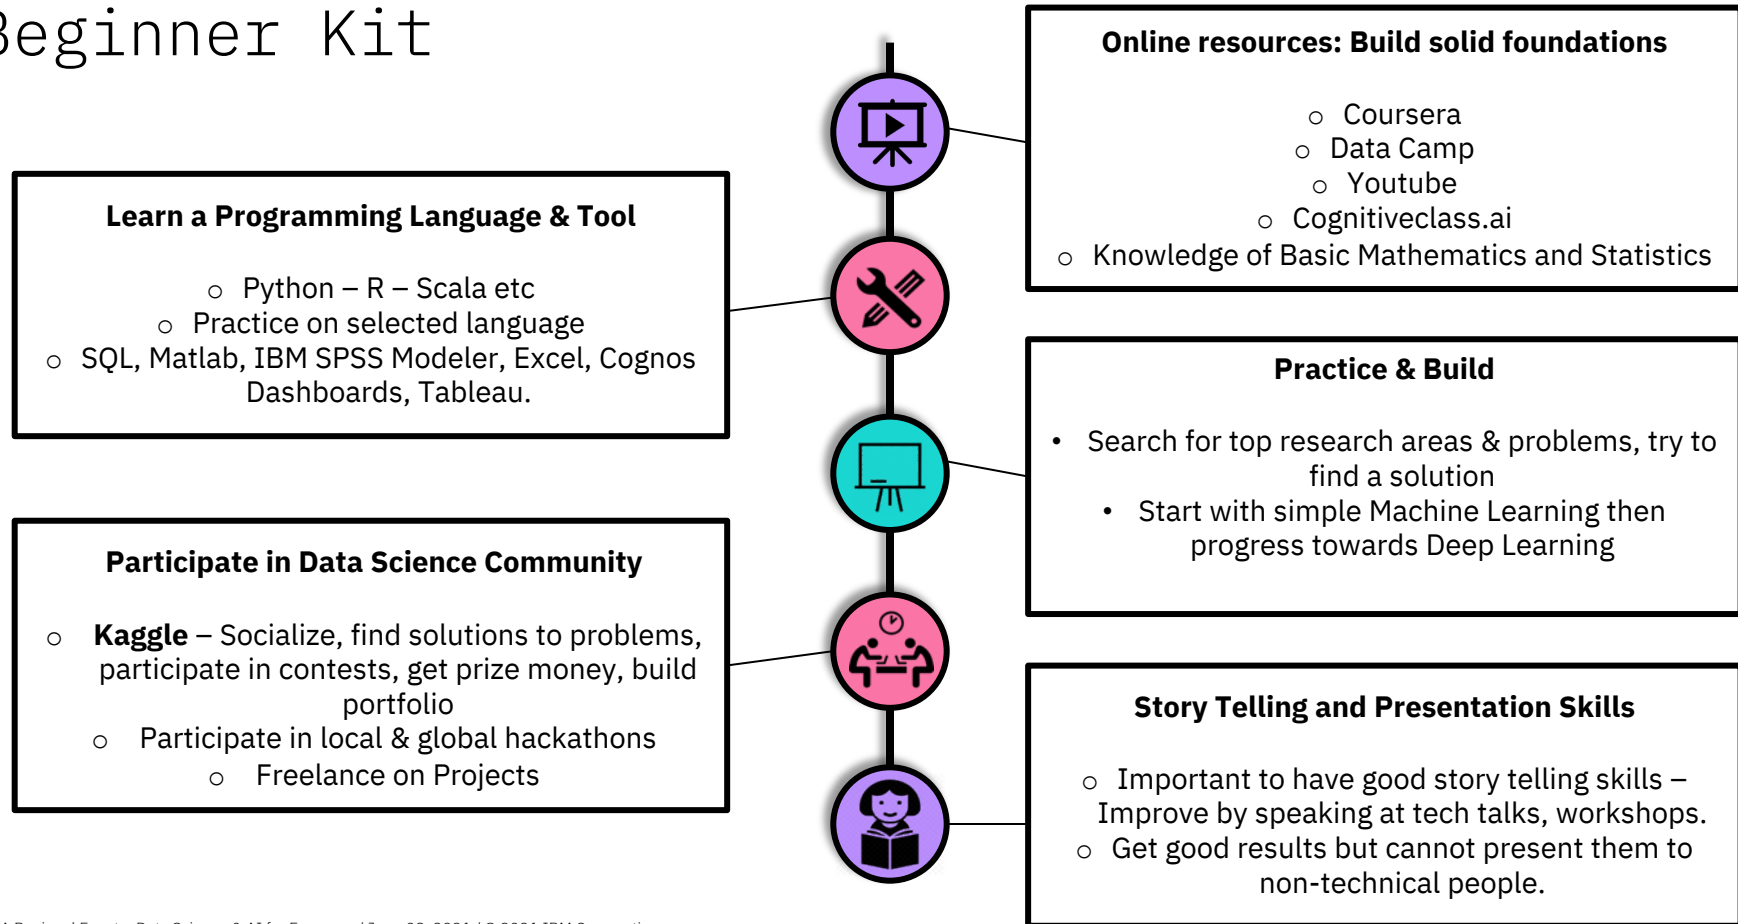 Beginner Kit
Online resources: Build solid foundations
○ Coursera
○ Data Camp
○ Youtube
○ Cognitiveclass.ai
○ Knowledge of Basic Mathematics and Statistics
Learn a Programming Language & Tool
○ Python – R – Scala etc
○ Practice on selected language
○ SQL, Matlab, IBM SPSS Modeler, Excel, Cognos
Dashboards, Tableau.
Practice & Build
• Search for top research areas & problems, try to
find a solution
• Start with simple Machine Learning then
progress towards Deep Learning
Participate in Data Science Community
○ Kaggle – Socialize, find solutions to problems,
participate in contests, get prize money, build
portfolio
○ Participate in local & global hackathons
○ Freelance on Projects
Story Telling and Presentation Skills
○ Important to have good story telling skills –
Improve by speaking at tech talks, workshops.
○ Get good results but cannot present them to
non-technical people.